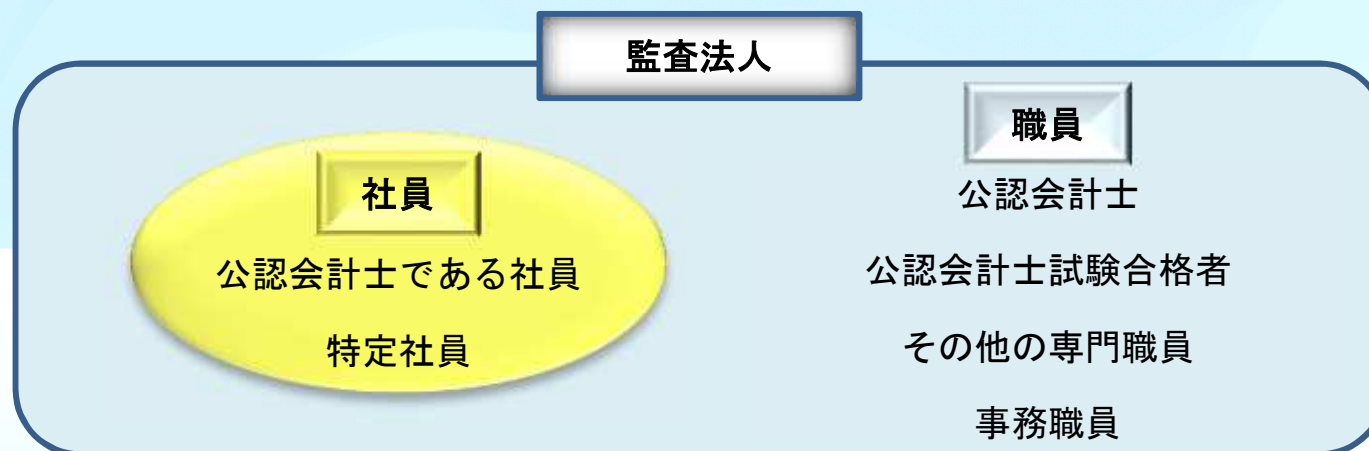 監査法人
社員
公認会計士である社員
特定社員
職員
公認会計士
公認会計士試験合格者
その他の専門職員
事務職員